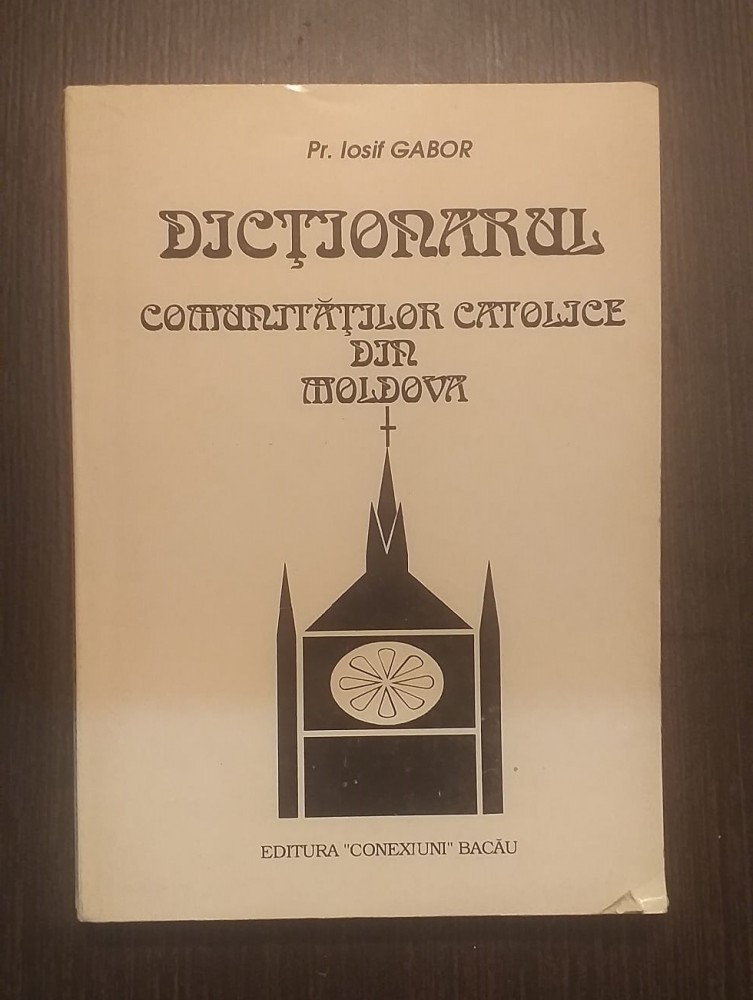 Pr. Iosif GABOR
DICȚIONARUL
COMUNITĂȚILOR CATOLICE
DIN
MOLDOVA
EDITURA "CONEXIUNI" BACĂU